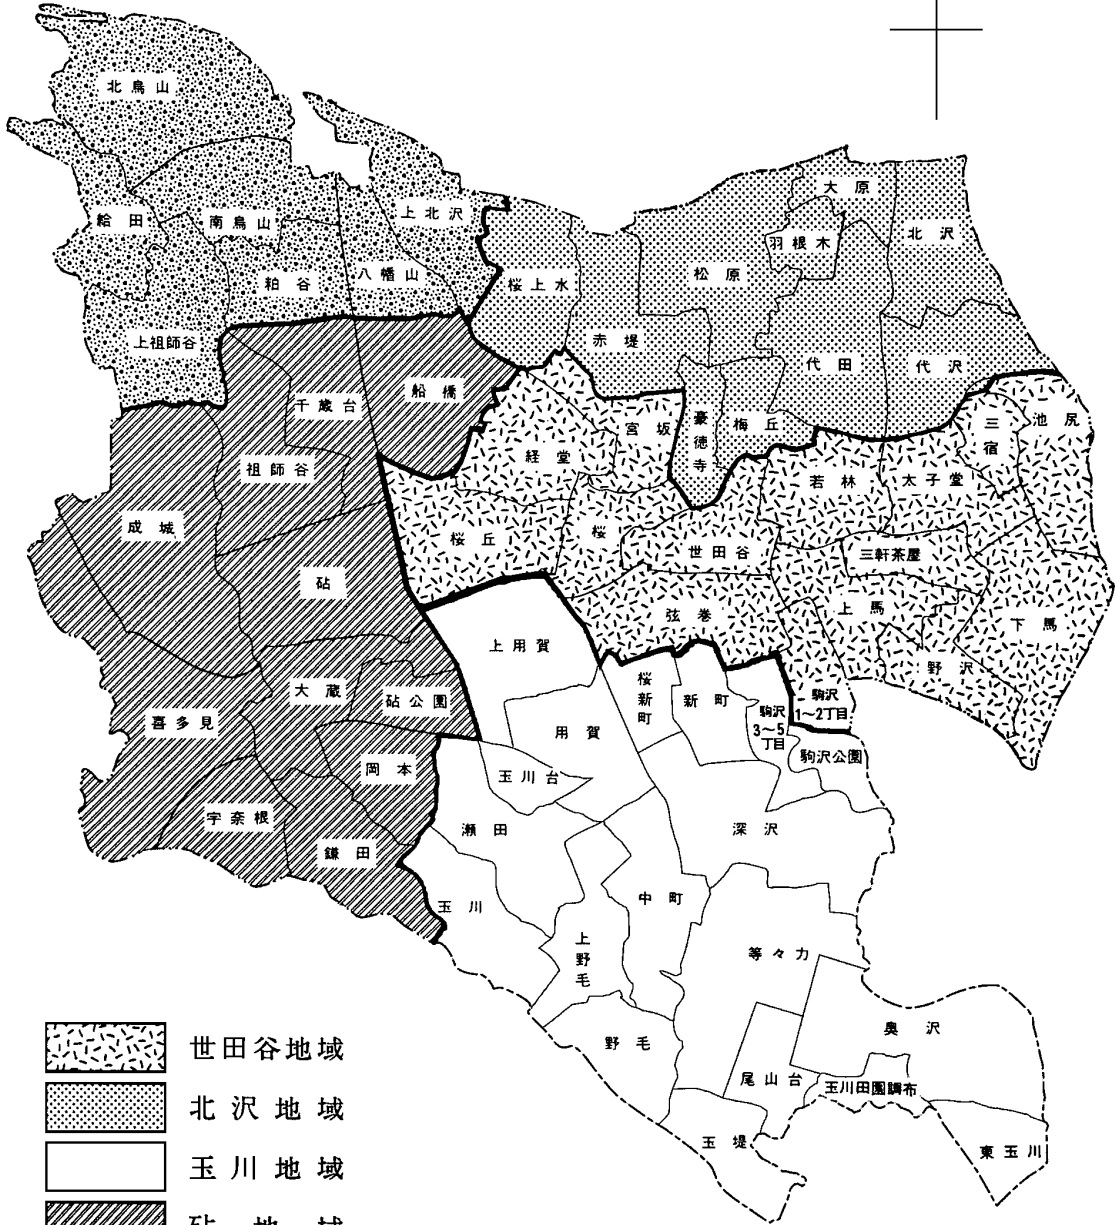 北烏山
給田
南烏山
上北沢
粕谷
八幡山
上祖師谷
大原
北沢
羽根木
松原
桜上水
赤堤
代田
代沢
豪徳寺
梅丘
船橋
千歳台
祖師谷
成城
砧
大蔵
砧公園
喜多見
岡本
宇奈根
鎌田
宮坂
経堂
三宿
池尻
若林
太子堂
桜丘
桜
世田谷
三軒茶屋
弦巻
上馬
下馬
野沢
駒沢
1〜2丁目
上用賀
桜新町
新町
駒沢
3〜5
丁目
駒沢公園
用賀
玉川台
瀬田
深沢
玉川
中町
上野毛
等々力
野毛
奥沢
尾山台
玉川田園調布
玉堤
東玉川
世田谷地域
北沢地域
玉川地域